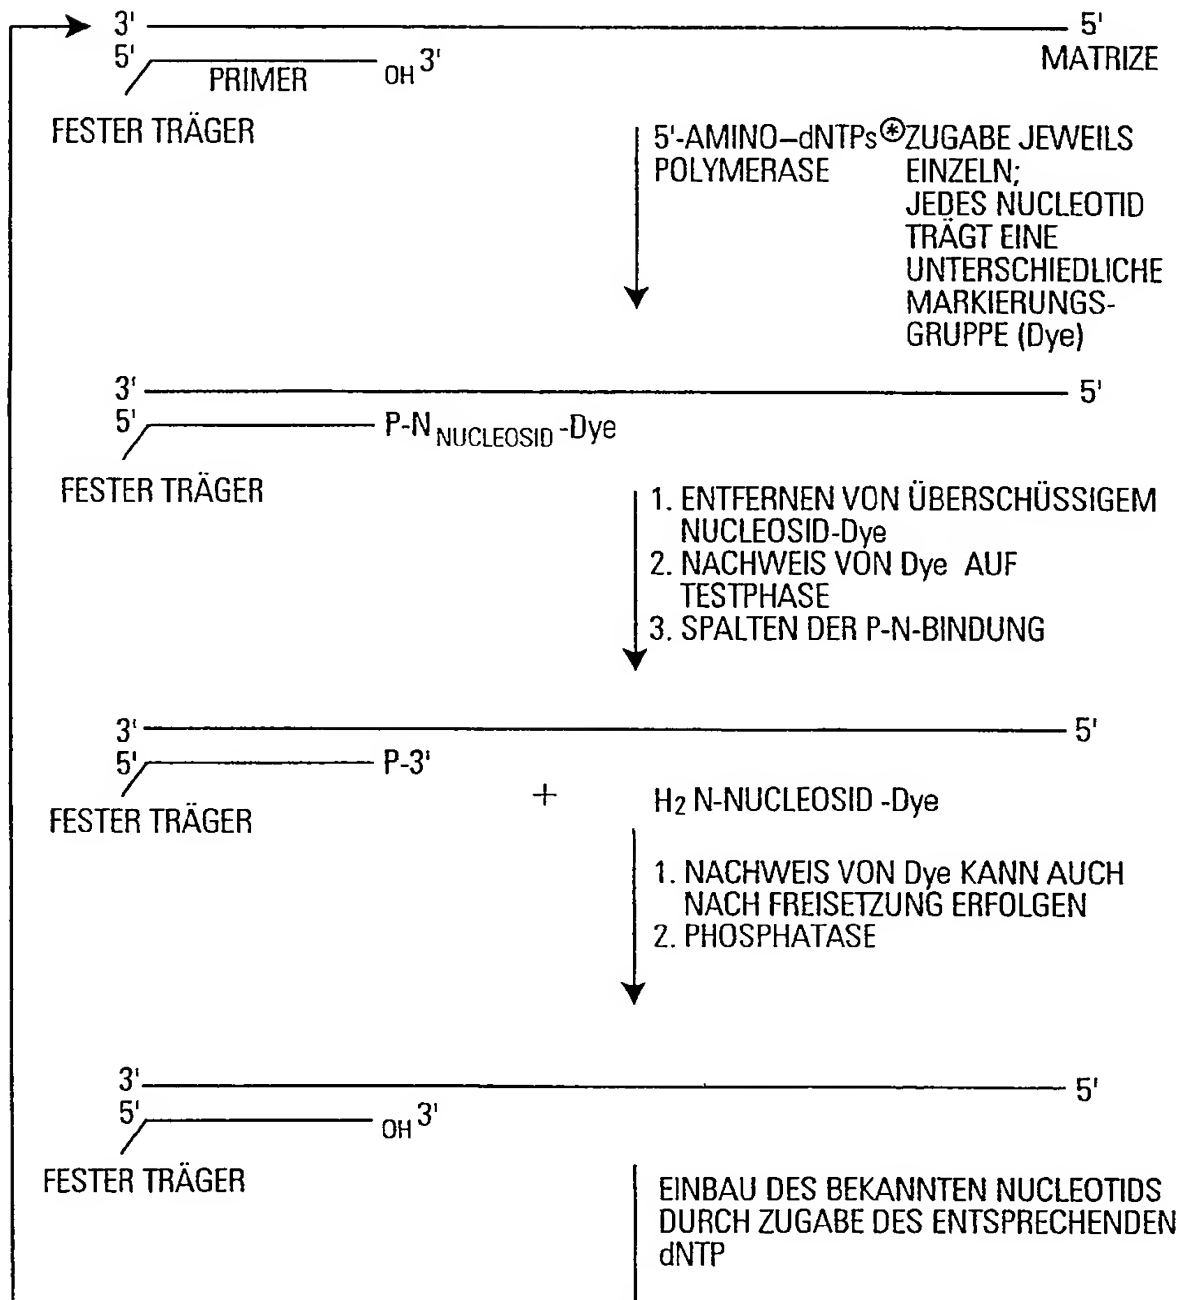 3' 5'
5' PRIMER OH 3' MATRIZE
FESTER TRÄGER
5'-AMINO–dNTPs ⊛ ZUGABE JEWEILS
POLYMERASE EINZELN;
JEDES NUCLEOTID
TRÄGT EINE
UNTERSCHIEDLICHE
MARKIERUNGS-
GRUPPE (Dye)
3' 5'
5' P-N NUCLEOSID -Dye
FESTER TRÄGER
1. ENTFERNEN VON ÜBERSCHÜSSIGEM
NUCLEOSID-Dye
2. NACHWEIS VON Dye AUF
TESTPHASE
3. SPALTEN DER P-N-BINDUNG
3' 5'
5' P-3'
+ H2 N-NUCLEOSID -Dye
FESTER TRÄGER
1. NACHWEIS VON Dye KANN AUCH
NACH FREISETZUNG ERFOLGEN
2. PHOSPHATASE
3' 5'
5' OH 3'
FESTER TRÄGER
EINBAU DES BEKANNTEN NUCLEOTIDS
DURCH ZUGABE DES ENTSPRECHENDEN
dNTP